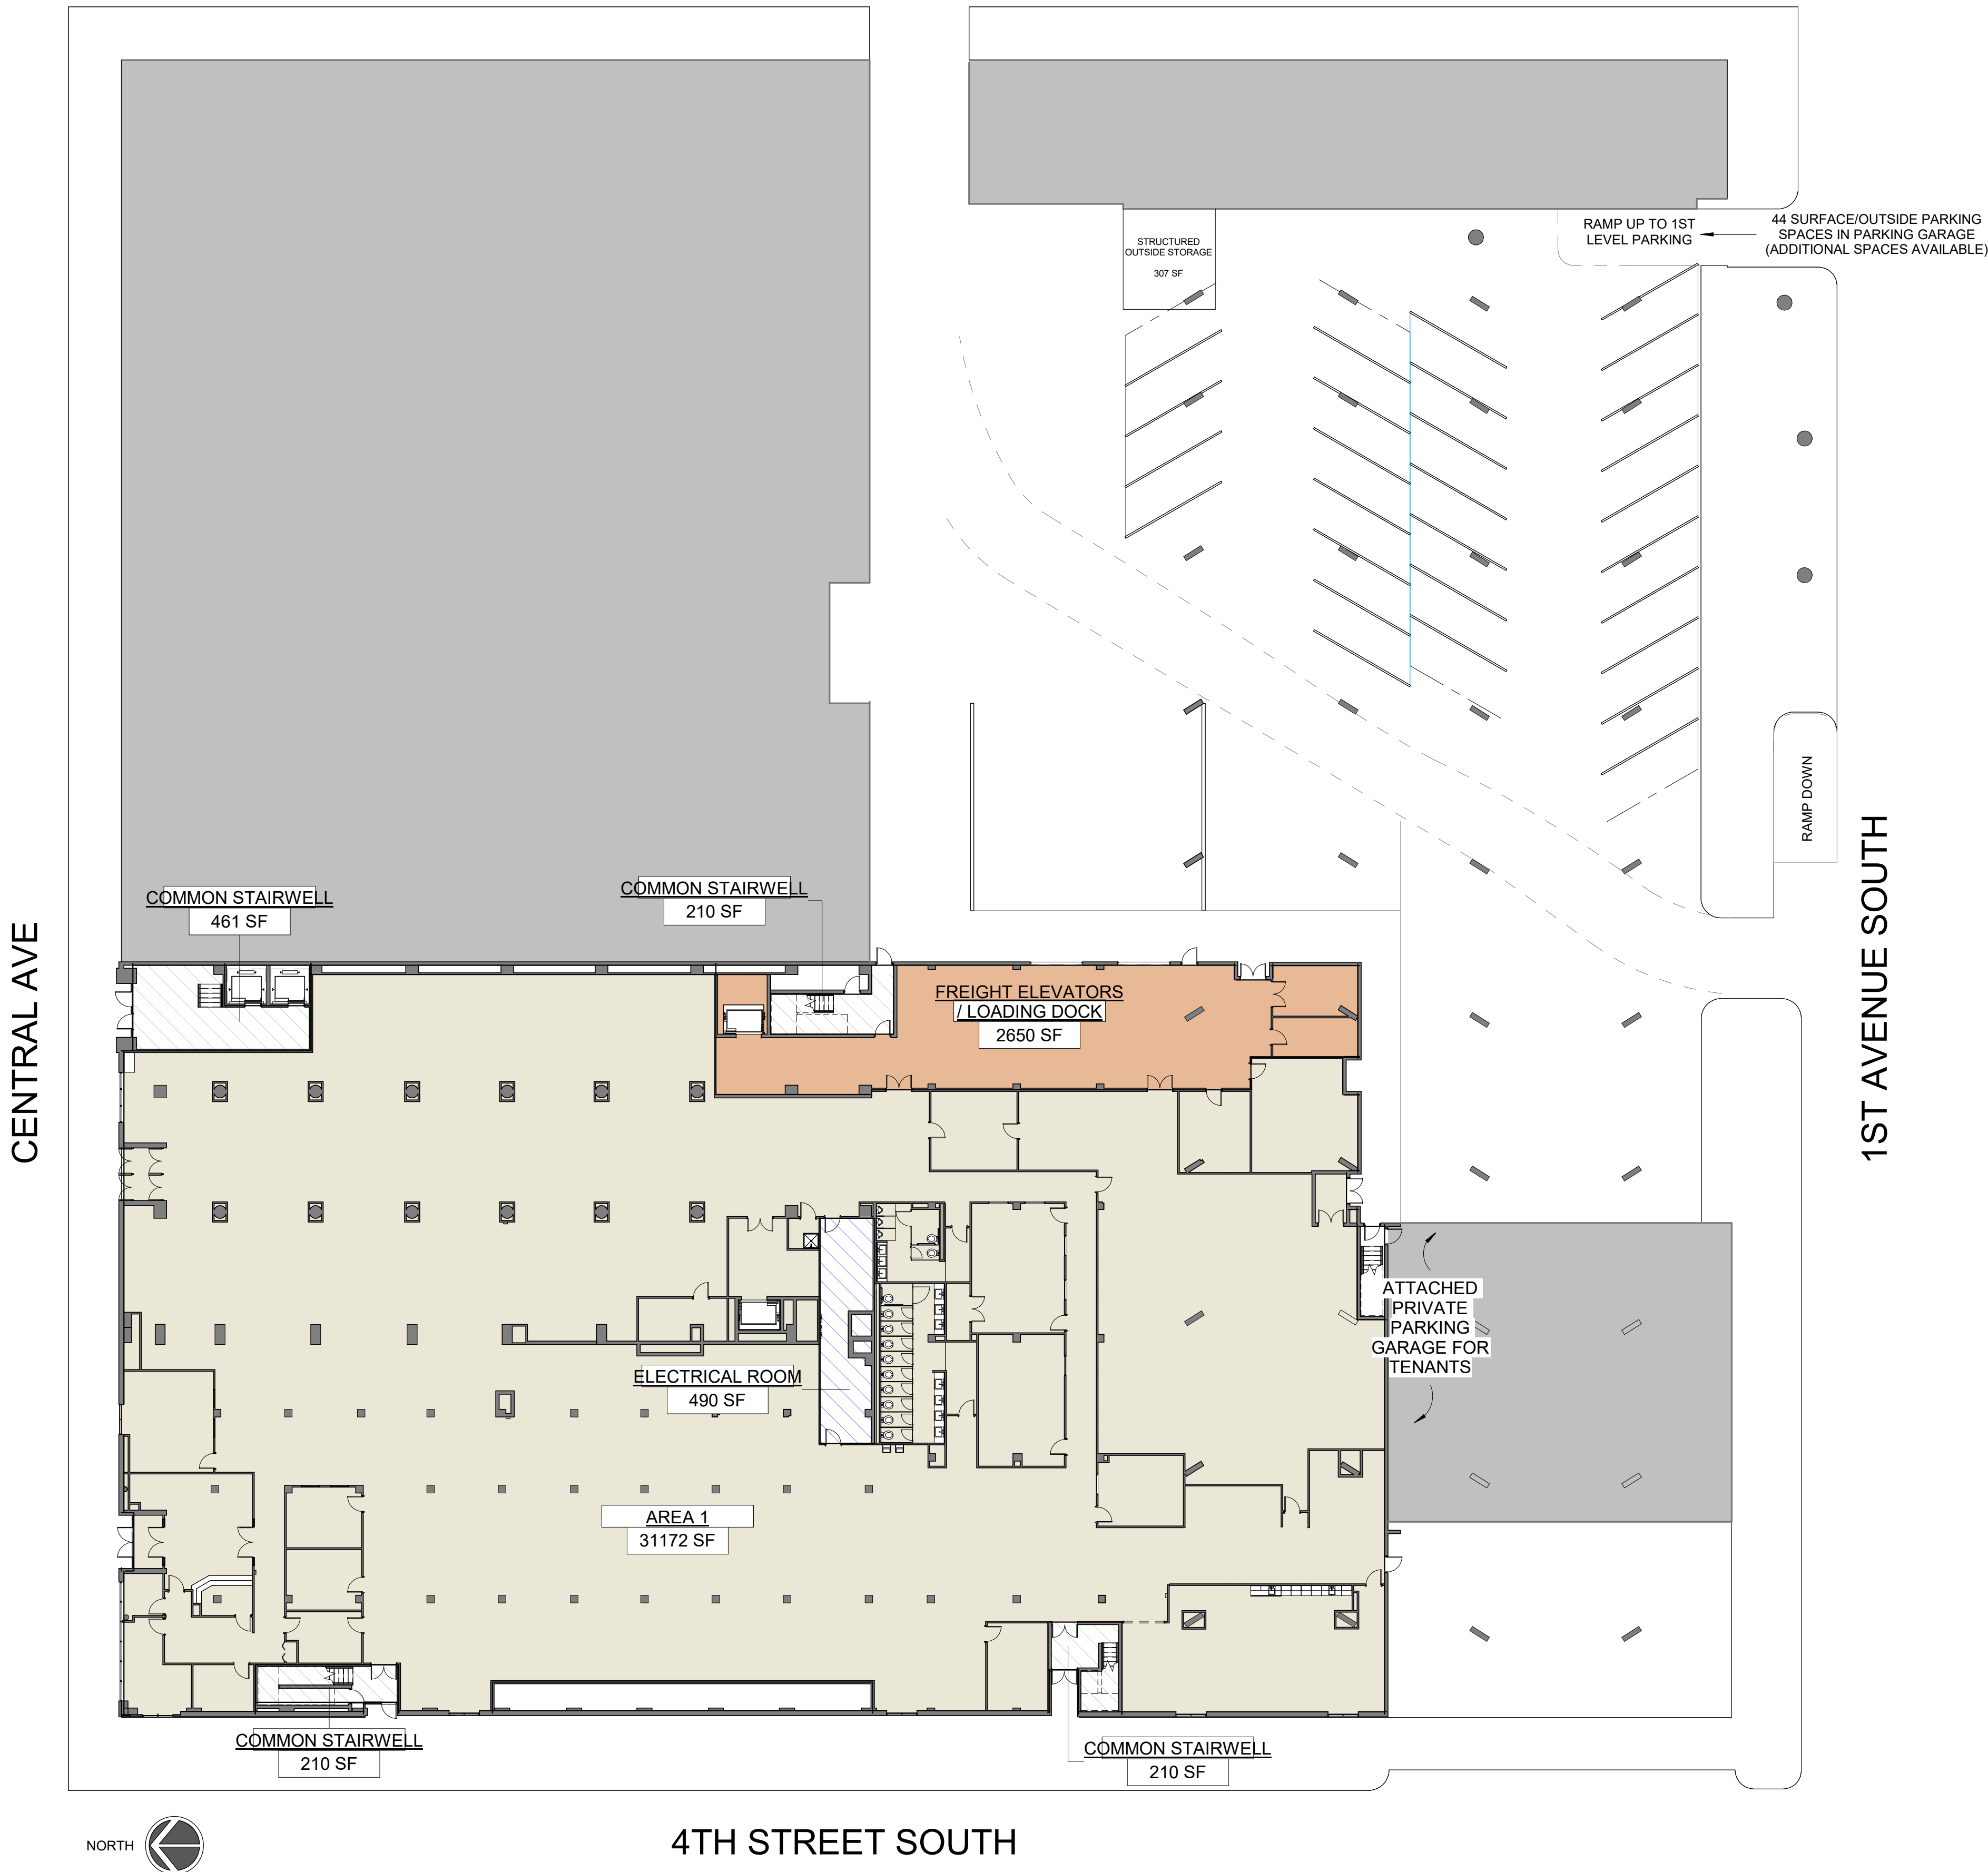 STRUCTURED
OUTSIDE STORAGE
307 SF
RAMP UP TO 1ST
LEVEL PARKING
44 SURFACE/OUTSIDE PARKING
SPACES IN PARKING GARAGE
(ADDITIONAL SPACES AVAILABLE)
RAMP DOWN
CENTRAL AVE
1ST AVENUE SOUTH
COMMON STAIRWELL
461 SF
COMMON STAIRWELL
210 SF
FREIGHT ELEVATORS
/ LOADING DOCK
2650 SF
ATTACHED
PRIVATE
PARKING
GARAGE FOR
TENANTS
ELECTRICAL ROOM
490 SF
AREA 1
31172 SF
COMMON STAIRWELL
210 SF
COMMON STAIRWELL
210 SF
NORTH
4TH STREET SOUTH